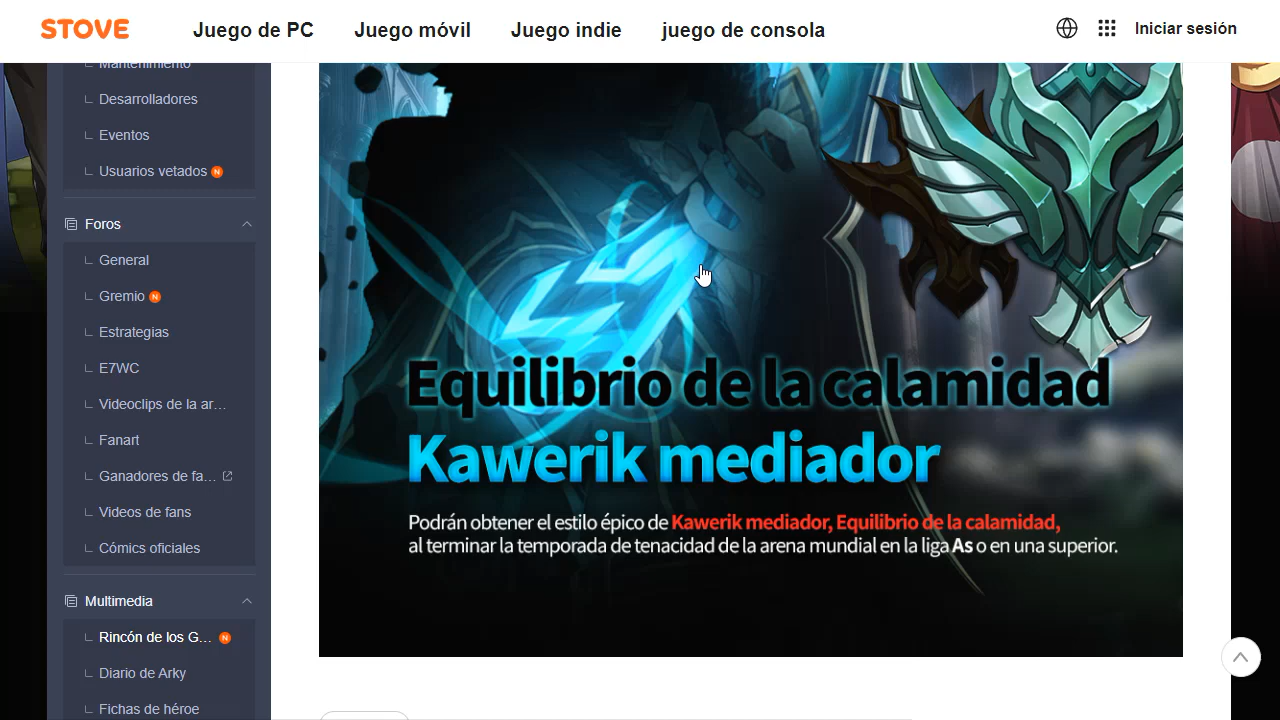 STOVE
Juego de PC
Juego móvil
Juego indie
juego de consola
Iniciar sesión
Mantenimiento
Desarrolladores
Eventos
Usuarios vetados N
Foros
General
Gremio N
Estrategias
E7WC
Videoclips de la ar...
Fanart
Ganadores de fa...
Videos de fans
Cómics oficiales
Multimedia
Rincón de los G... N
Diario de Arky
Fichas de héroe
Equilibrio de la calamidad
Kawerik mediador
Podrán obtener el estilo épico de Kawerik mediador, Equilibrio de la calamidad,
al terminar la temporada de tenacidad de la arena mundial en la liga As o en una superior.